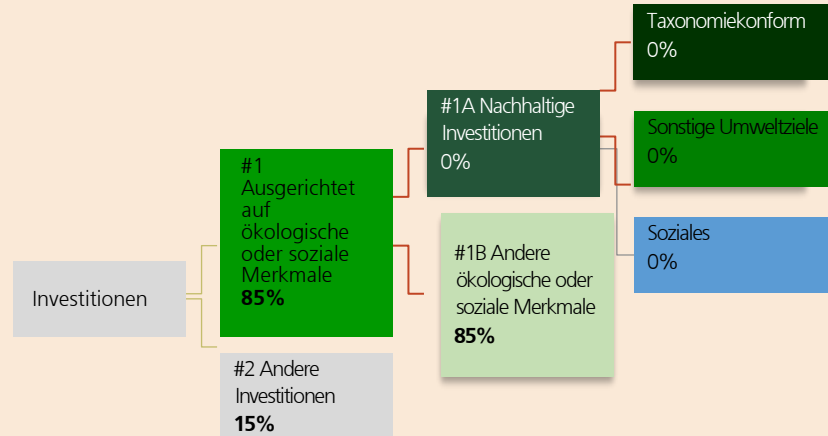 Investitionen
#1
Ausgerichtet
auf
ökologische
oder soziale
Merkmale
85%
#2 Andere
Investitionen
15%
#1A Nachhaltige
Investitionen
0%
#1B Andere
ökologische oder
soziale Merkmale
85%
Taxonomiekonform
0%
Sonstige Umweltziele
0%
Soziales
0%